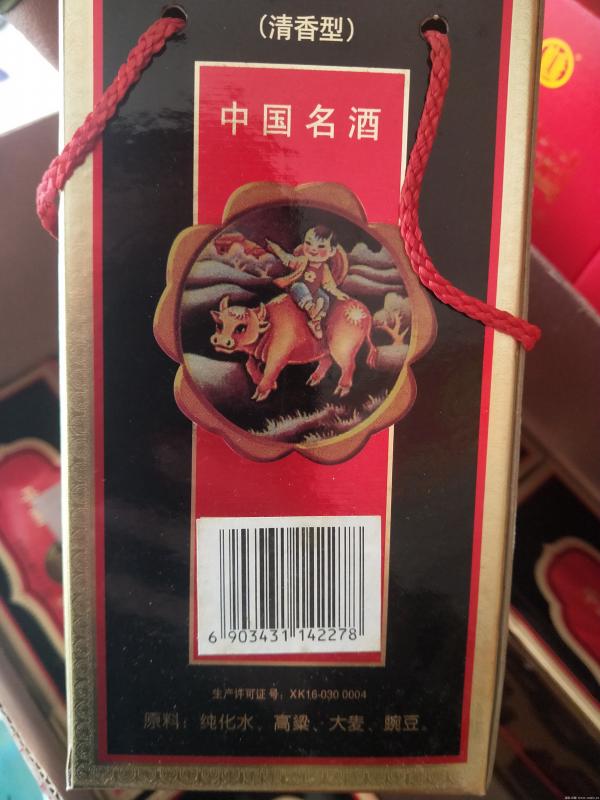 （清香型）
中国名酒
6 903431 142278
生产许可证号：XK16-030 0004
原料：纯化水、高粱、大麦、豌豆。